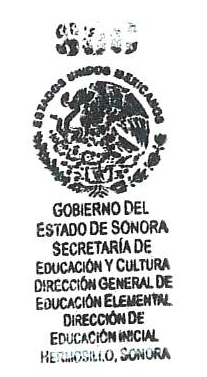 ESTADOS UNIDOS MEXICANOS
GOBIERNO DEL
ESTADO DE SONORA
SECRETARÍA DE
EDUCACIÓN Y CULTURA
DIRECCIÓN GENERAL DE
EDUCACIÓN ELEMENTAL
DIRECCIÓN DE
EDUCACIÓN INICIAL
HERMOSILLO, SONORA